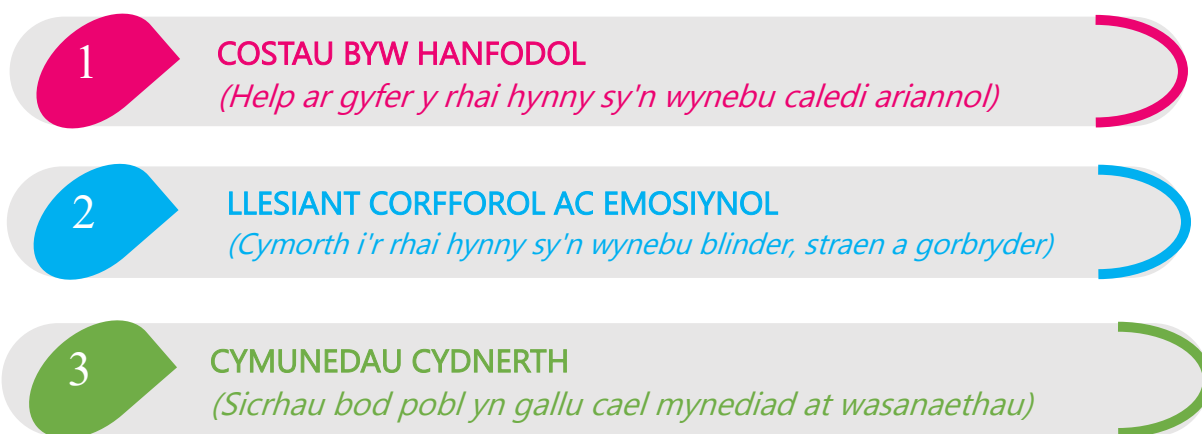 1
COSTAU BYW HANFODOL
(Help ar gyfer y rhai hynny sy'n wynebu caledi ariannol)
2
LLESIANT CORFFOROL AC EMOSIYNOL
(Cymorth i'r rhai hynny sy'n wynebu blinder, straen a gorbryder)
3
CYMUNEDAU CYDNERTH
(Sicrhau bod pobl yn gallu cael mynediad at wasanaethau)